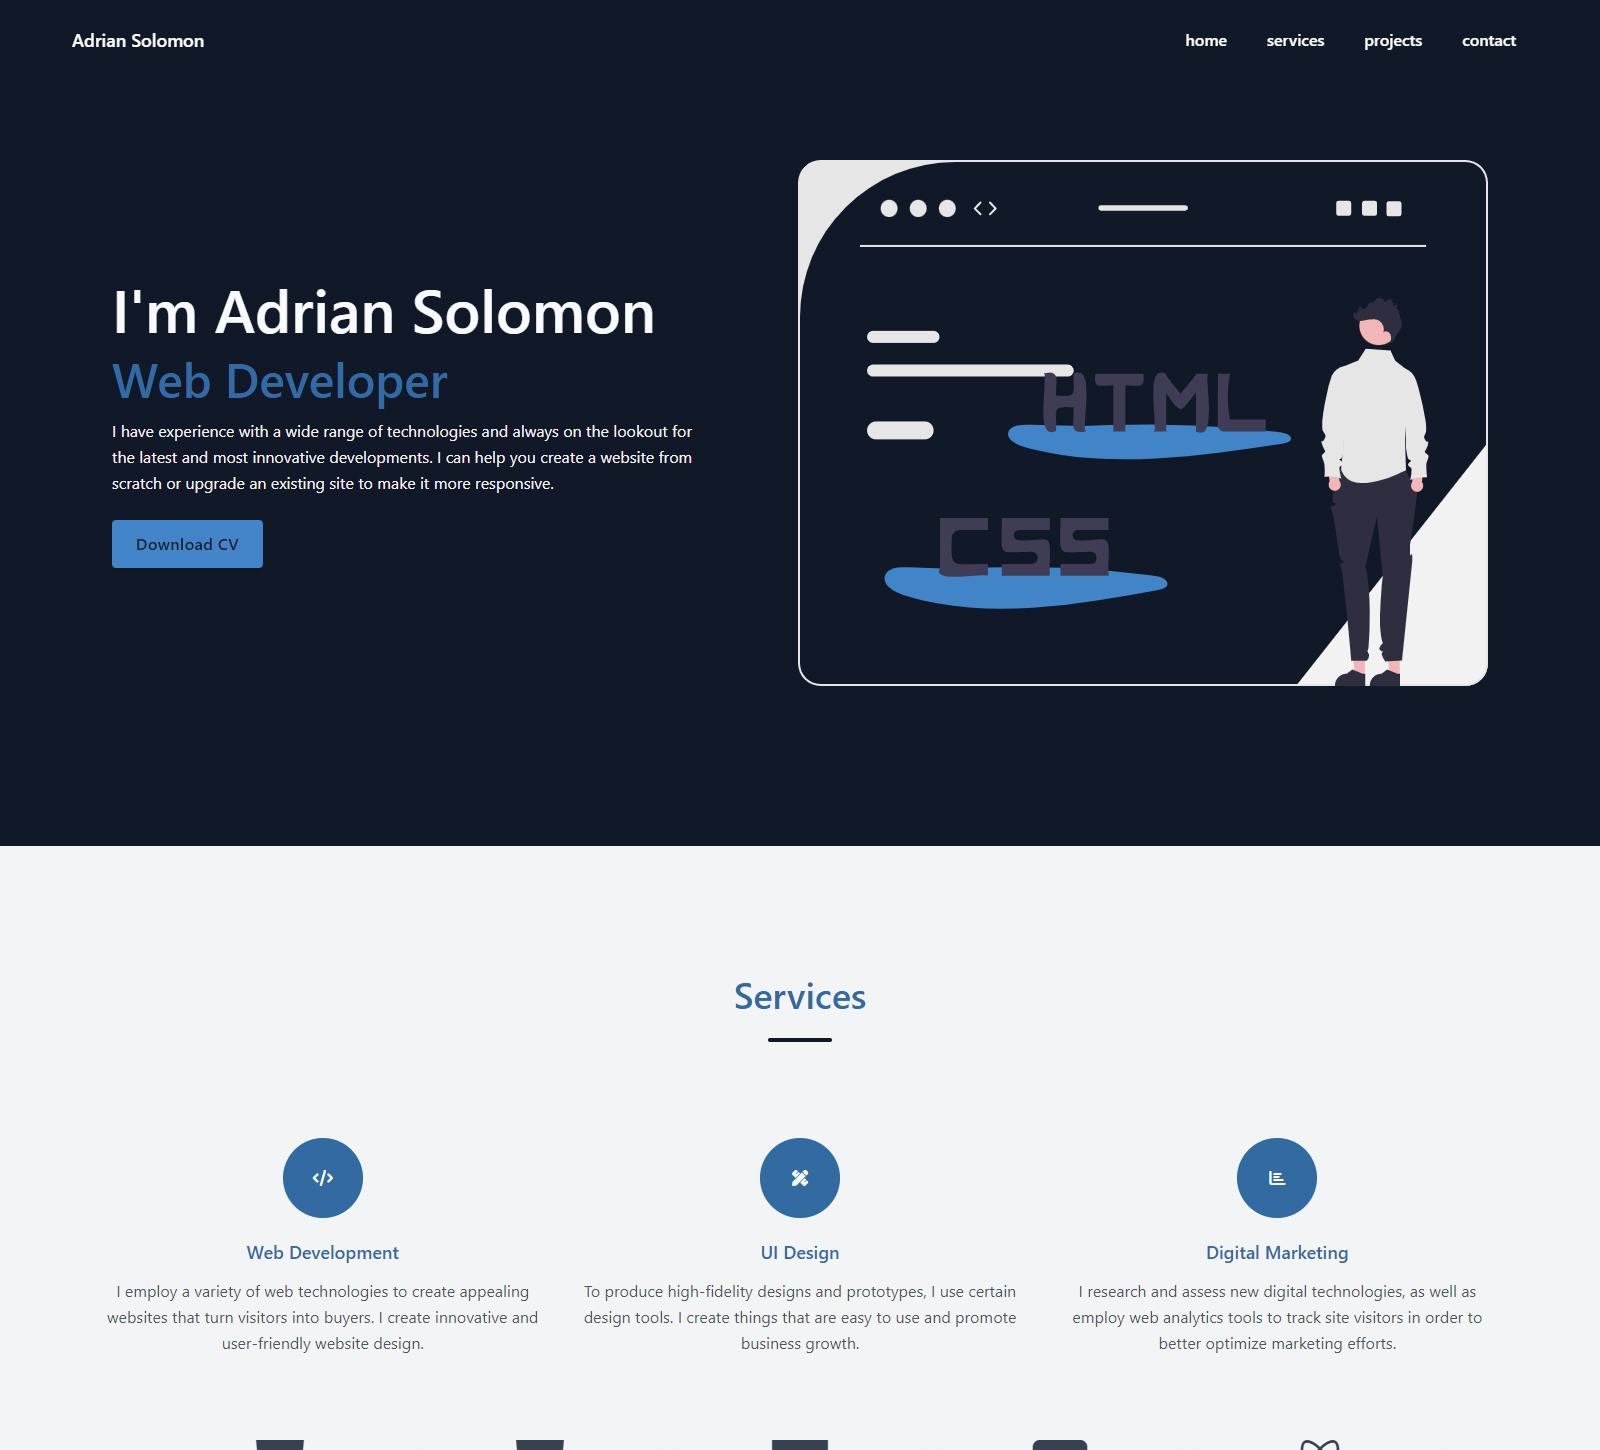 Adrian Solomon
home services projects contact
I'm Adrian Solomon
Web Developer
I have experience with a wide range of technologies and always on the lookout for
the latest and most innovative developments. I can help you create a website from
scratch or upgrade an existing site to make it more responsive.
Download CV
HTML
CSS
Services
Web Development
I employ a variety of web technologies to create appealing
websites that turn visitors into buyers. I create innovative and
user-friendly website design.
UI Design
To produce high-fidelity designs and prototypes, I use certain
design tools. I create things that are easy to use and promote
business growth.
Digital Marketing
I research and assess new digital technologies, as well as
employ web analytics tools to track site visitors in order to
better optimize marketing efforts.